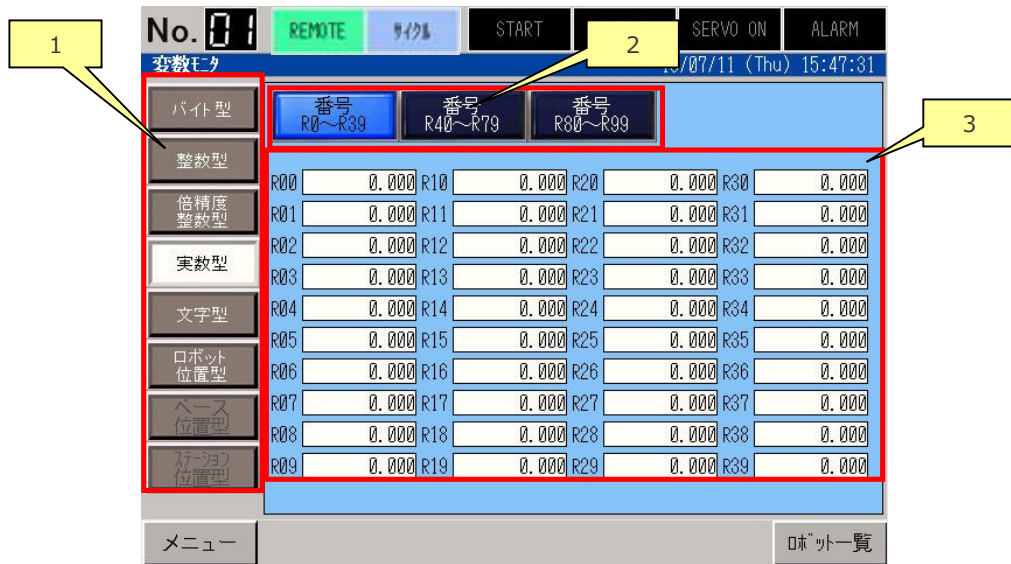 1
2
3
No. 01
REMOTE
サイクル
START
SERVO ON
ALARM
変数モニタ
/07/11 (Thu) 15:47:31
バイト型
整数型
倍精度
整数型
実数型
文字型
ロボット
位置型
ベース
位置型
ステーション
位置型
番号
R0～R39
番号
R40～R79
番号
R80～R99
R00 0.000 R10 0.000 R20 0.000 R30 0.000
R01 0.000 R11 0.000 R21 0.000 R31 0.000
R02 0.000 R12 0.000 R22 0.000 R32 0.000
R03 0.000 R13 0.000 R23 0.000 R33 0.000
R04 0.000 R14 0.000 R24 0.000 R34 0.000
R05 0.000 R15 0.000 R25 0.000 R35 0.000
R06 0.000 R16 0.000 R26 0.000 R36 0.000
R07 0.000 R17 0.000 R27 0.000 R37 0.000
R08 0.000 R18 0.000 R28 0.000 R38 0.000
R09 0.000 R19 0.000 R29 0.000 R39 0.000
メニュー
ロボット一覧